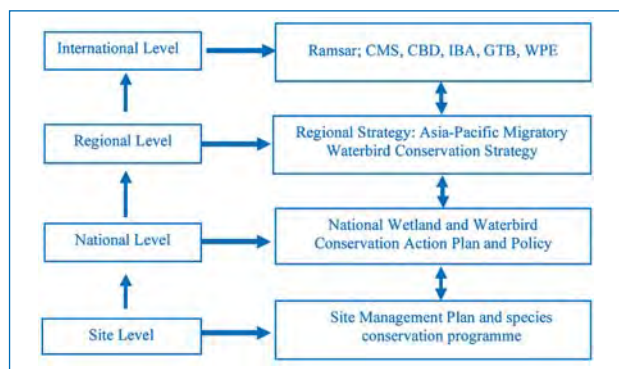 International Level
Ramsar; CMS, CBD, IBA, GTB, WPE
Regional Level
Regional Strategy: Asia-Pacific Migratory
Waterbird Conservation Strategy
National Level
National Wetland and Waterbird
Conservation Action Plan and Policy
Site Level
Site Management Plan and species
conservation programme